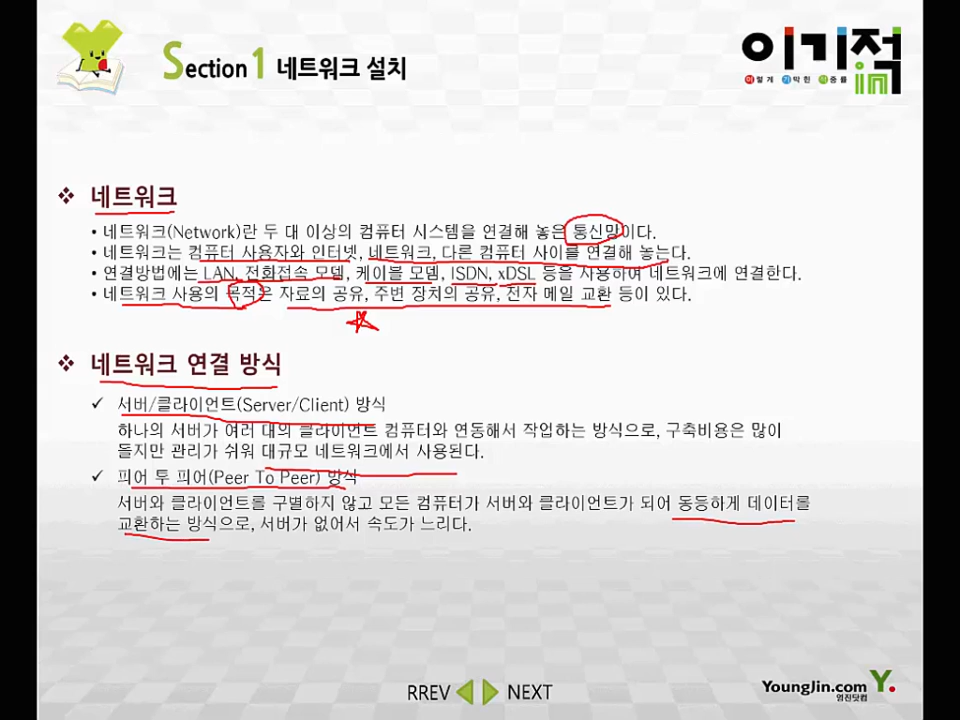 Section 1 네트워크 설치
이기적in
이렇게 기막힌 적중률
❖ 네트워크
• 네트워크(Network)란 두 대 이상의 컴퓨터 시스템을 연결해 놓은 통신망이다.
• 네트워크는 컴퓨터 사용자와 인터넷, 네트워크, 다른 컴퓨터 사이를 연결해 놓는다.
• 연결방법에는 LAN, 전화접속 모뎀, 케이블 모뎀, ISDN, xDSL 등을 사용하여 네트워크에 연결한다.
• 네트워크 사용의 목적은 자료의 공유, 주변 장치의 공유, 전자 메일 교환 등이 있다.
❖ 네트워크 연결 방식
✓ 서버/클라이언트(Server/Client) 방식
하나의 서버가 여러 대의 클라이언트 컴퓨터와 연동해서 작업하는 방식으로, 구축비용은 많이
들지만 관리가 쉬워 대규모 네트워크에서 사용된다.
✓ 피어 투 피어(Peer To Peer) 방식
서버와 클라이언트를 구별하지 않고 모든 컴퓨터가 서버와 클라이언트가 되어 동등하게 데이터를
교환하는 방식으로, 서버가 없어서 속도가 느리다.
RREV NEXT
YoungJin.com Y.
영진닷컴